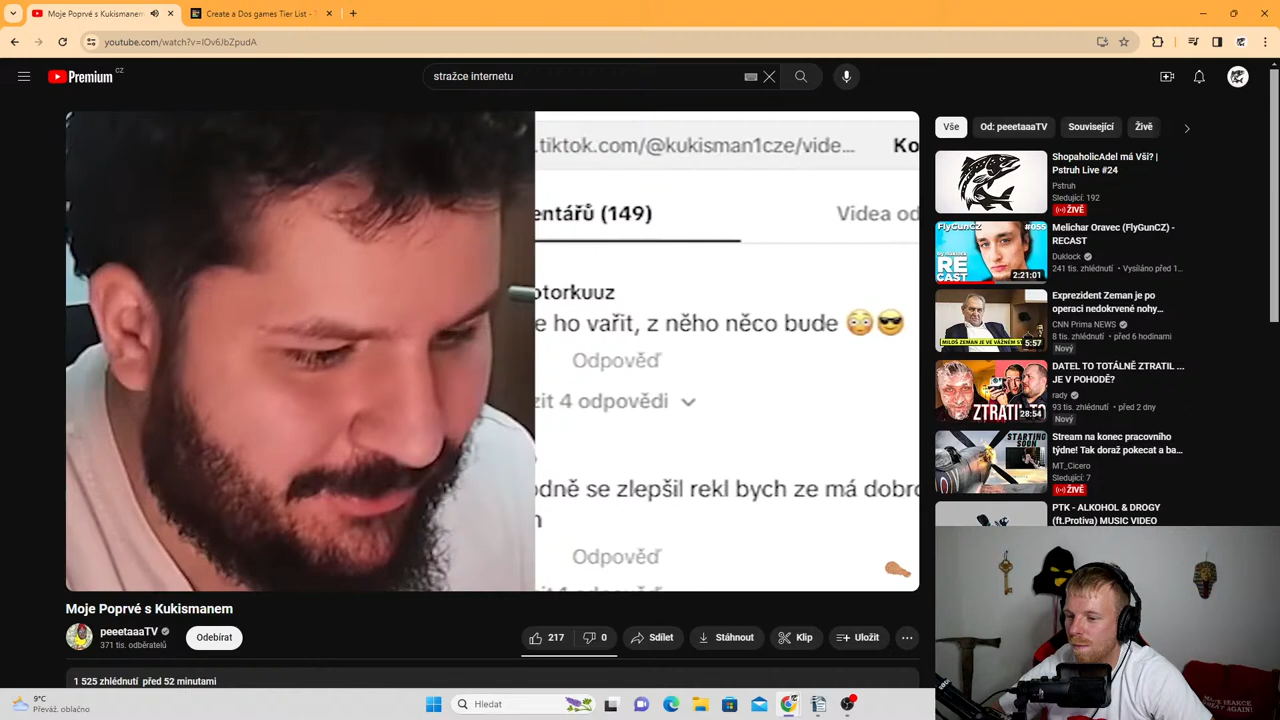 Moje Poprvé s Kukismanem
Create a Dos games Tier List - T
youtube.com/watch?v=IOv6JbZpudA
Premium CZ
stražce internetu
.tiktok.com/@kukisman1cze/vide...
Ko
entářů (149)
Videa od
otorkuuz
e ho vařit, z něho něco bude 😳😎
Odpověď
zit 4 odpovědi
odně se zlepšil rekl bych ze má dobro
Odpověď
Moje Poprvé s Kukismanem
peeetaaaTV
371 tis. odběratelů
Odebírat
217
0
Sdílet
Stáhnout
Klip
Uložit
1 525 zhlédnutí před 52 minutami
Vše
Od: peeetaaaTV
Související
Živě
ShopaholicAdel má Vši? |
Pstruh Live #24
Pstruh
Sledující: 192
ŽIVĚ
FlyGunCZ
#055
RE
CAST
2:21:01
Melichar Oravec (FlyGunCZ) -
RECAST
Duklock
241 tis. zhlédnutí • Vysíláno před 1...
5:57
Exprezident Zeman je po
operaci nedokrvené nohy...
CNN Prima NEWS
8 tis. zhlédnutí • před 6 hodinami
Nový
ZTRATIL TO
28:54
DATEL TO TOTÁLNĚ ZTRATIL ...
JE V POHODĚ?
rady
93 tis. zhlédnutí • před 2 dny
Nový
STARTING
SOON
Stream na konec pracovního
týdne! Tak doraž pokecat a ba...
MT_Cicero
Sledující: 7
ŽIVĚ
PTK - ALKOHOL & DROGY
(ft.Protiva) MUSIC VIDEO
9°C
Převáž. oblačno
Hledat